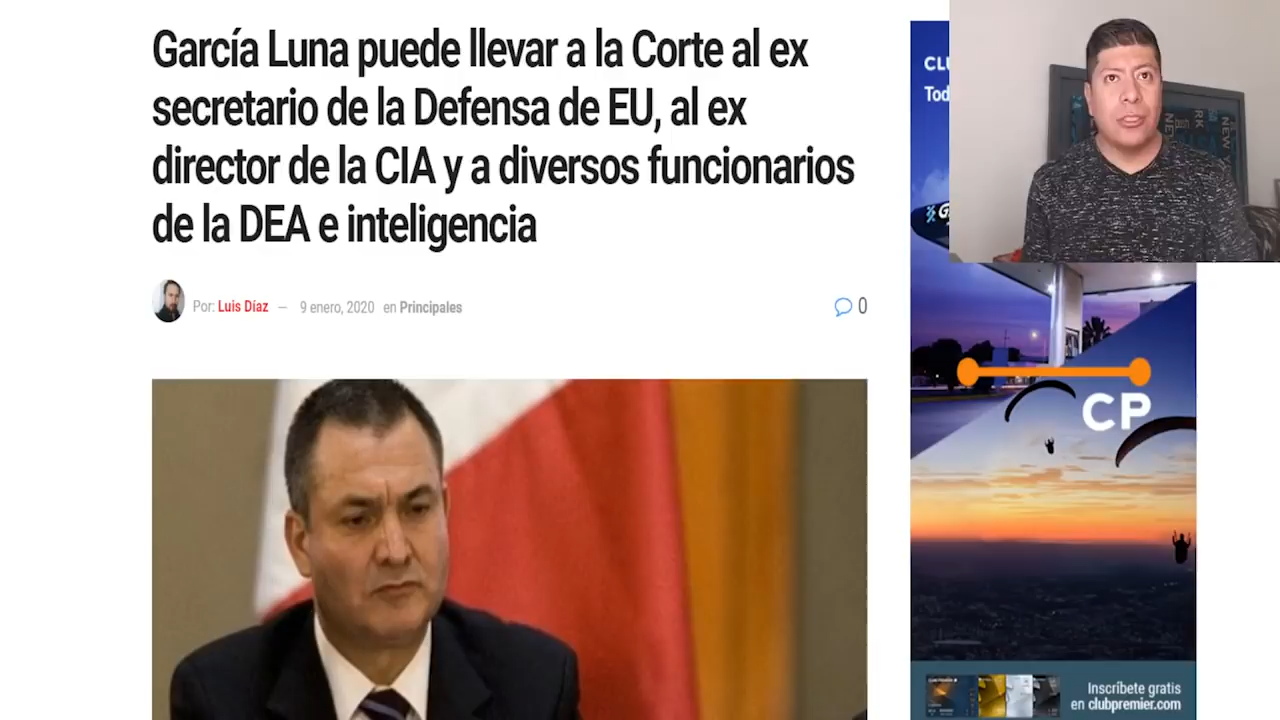 García Luna puede llevar a la Corte al ex
secretario de la Defensa de EU, al ex
director de la CIA y a diversos funcionarios
de la DEA e inteligencia
Por: Luis Díaz — 9 enero, 2020 en Principales
0
CP
Inscríbete gratis
en clubpremier.com
NEW